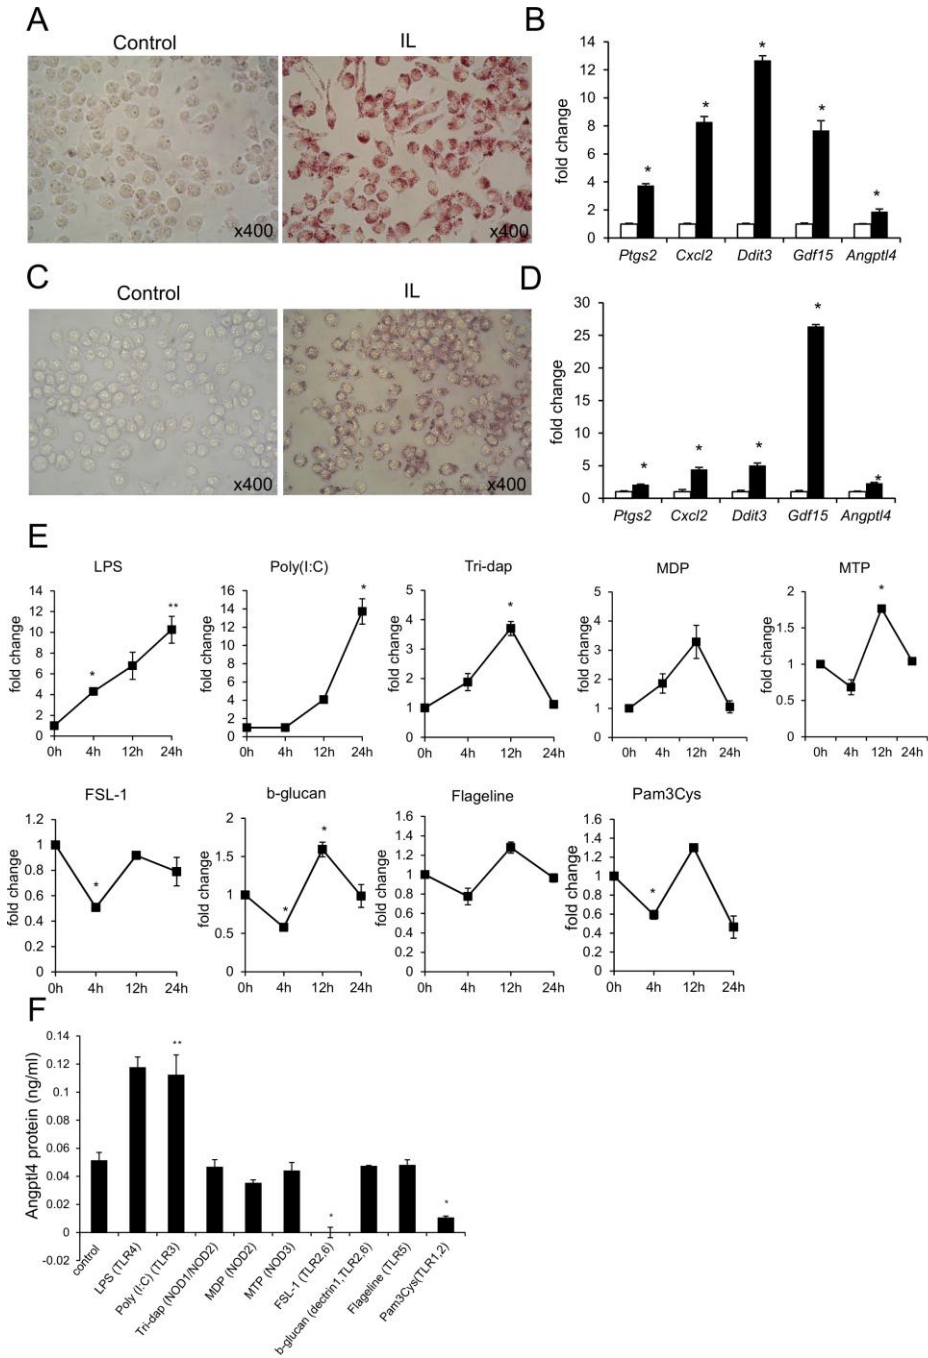 A
Control
IL
x400
x400
B
fold change
14
12
10
8
6
4
2
0
* * * * *
Ptgs2 Cxcl2 Ddit3 Gdf15 Angptl4
C
Control
IL
x400
x400
D
fold change
30
25
20
15
10
5
0
* * * * *
Ptgs2 Cxcl2 Ddit3 Gdf15 Angptl4
E
LPS
fold change
14
12
10
8
6
4
2
0
* **
0h 4h 12h 24h
Poly(I:C)
fold change
16
14
12
10
8
6
4
2
0
*
0h 4h 12h 24h
Tri-dap
fold change
5
4
3
2
1
0
*
0h 4h 12h 24h
MDP
fold change
5
4
3
2
1
0
0h 4h 12h 24h
MTP
fold change
2
1
0
*
0h 4h 12h 24h
FSL-1
fold change
1.2
1
0.8
0.6
0.4
0.2
0
*
0h 4h 12h 24h
b-glucan
fold change
2
1.5
1
0.5
0
* *
0h 4h 12h 24h
Flageline
fold change
1.6
1.4
1.2
1
0.8
0.6
0.4
0.2
0
0h 4h 12h 24h
Pam3Cys
fold change
1.6
1.4
1.2
1
0.8
0.6
0.4
0.2
0
*
0h 4h 12h 24h
F
Angptl4 protein (ng/ml)
0.14
0.12
0.1
0.08
0.06
0.04
0.02
0
-0.02
** * *
control
LPS (TLR4)
Poly (I:C) (TLR3)
Tri-dap (NOD1/NOD2)
MDP (NOD2)
MTP (NOD3)
FSL-1 (TLR2,6)
b-glucan (dectrin1,TLR2,6)
Flageline (TLR5)
Pam3Cys(TLR1,2)